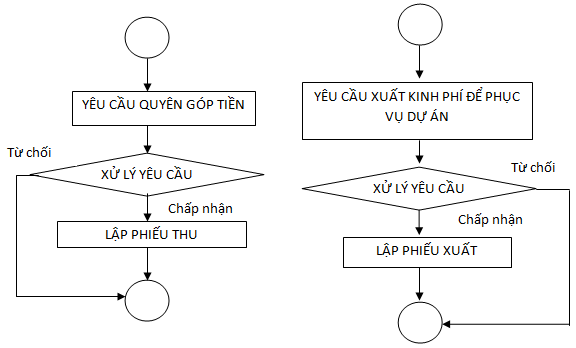 YÊU CẦU QUYÊN GÓP TIỀN
Từ chối
XỬ LÝ YÊU CẦU
Chấp nhận
LẬP PHIẾU THU
YÊU CẦU XUẤT KINH PHÍ ĐỂ PHỤC
VỤ DỰ ÁN
Từ chối
XỬ LÝ YÊU CẦU
Chấp nhận
LẬP PHIẾU XUẤT